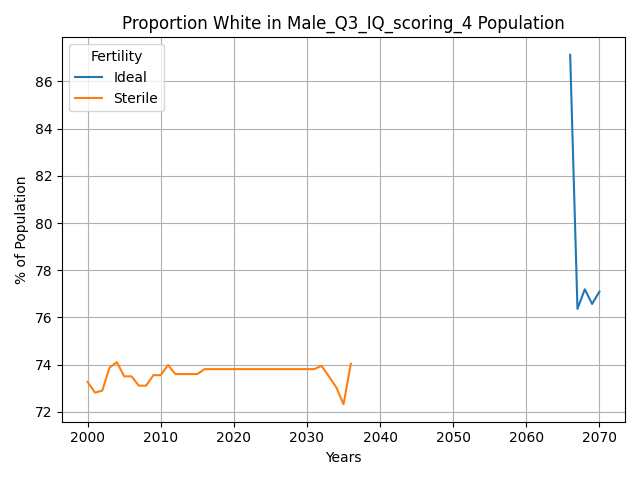 Proportion White in Male_Q3_IQ_scoring_4 Population
Fertility
Ideal
Sterile
% of Population
86
84
82
80
78
76
74
72
2000 2010 2020 2030 2040 2050 2060 2070
Years